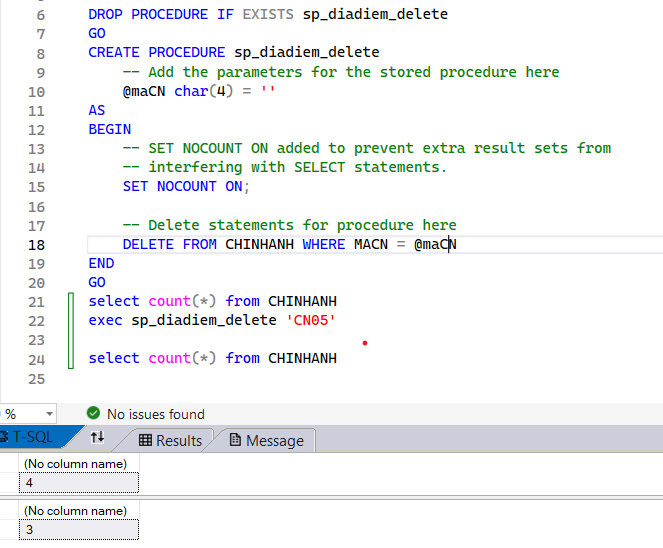 6 DROP PROCEDURE IF EXISTS sp_diadiem_delete
7 GO
8 CREATE PROCEDURE sp_diadiem_delete
9 -- Add the parameters for the stored procedure here
10 @maCN char(4) = ''
11 AS
12 BEGIN
13 -- SET NOCOUNT ON added to prevent extra result sets from
14 -- interfering with SELECT statements.
15 SET NOCOUNT ON;
16
17 -- Delete statements for procedure here
18 DELETE FROM CHINHANH WHERE MACN = @maCN
19 END
20 GO
21 select count(*) from CHINHANH
22 exec sp_diadiem_delete 'CN05'
23
24 select count(*) from CHINHANH
25
% No issues found
T-SQL Results Message
(No column name)
4
(No column name)
3